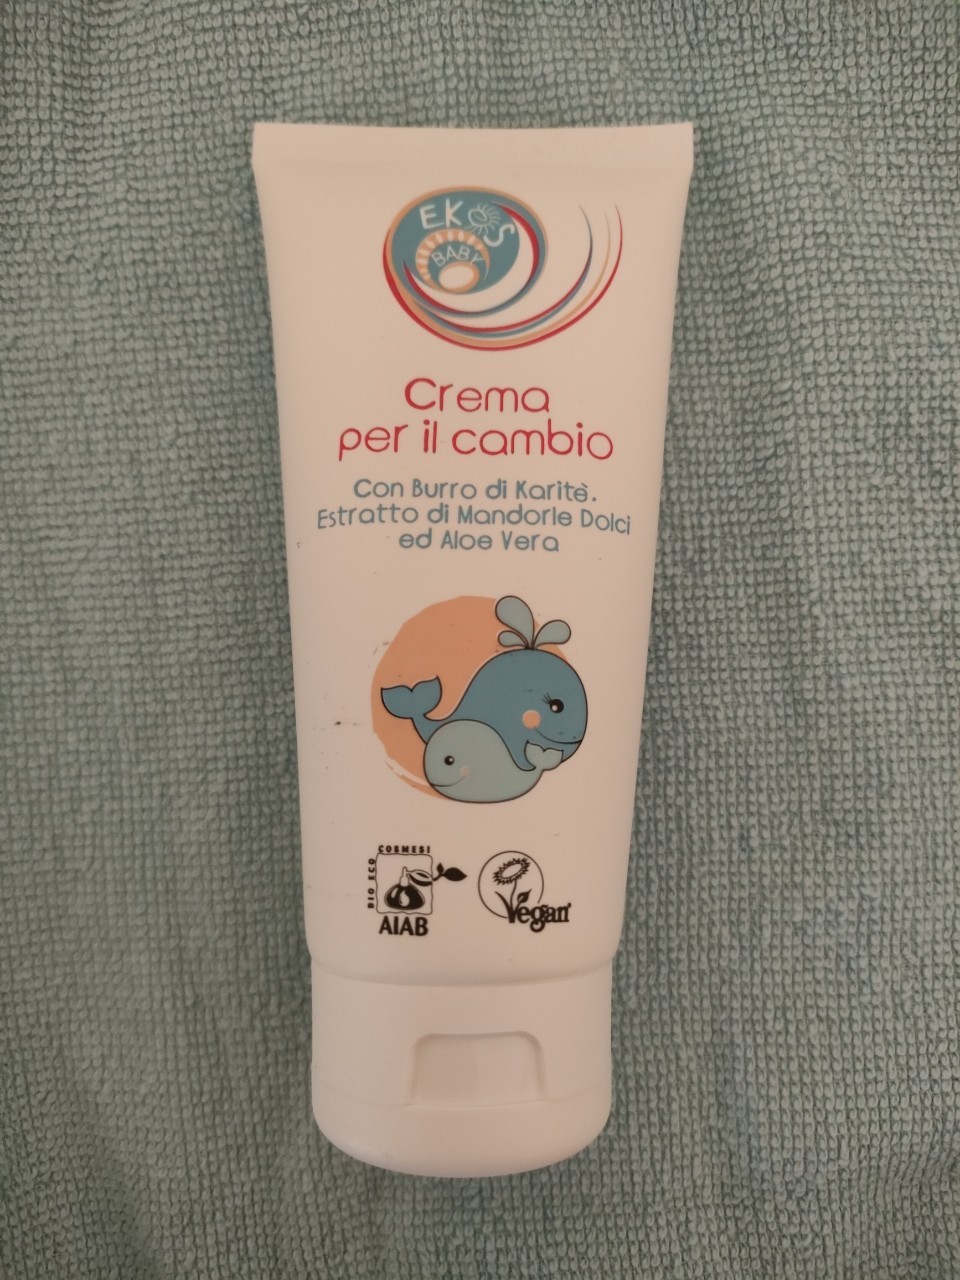 EKOS
BABY
Crema
per il cambio
Con Burro di Karitè.
Estratto di Mandorle Dolci
ed Aloe Vera
BIO ECO COSMESI
AIAB
Vegan